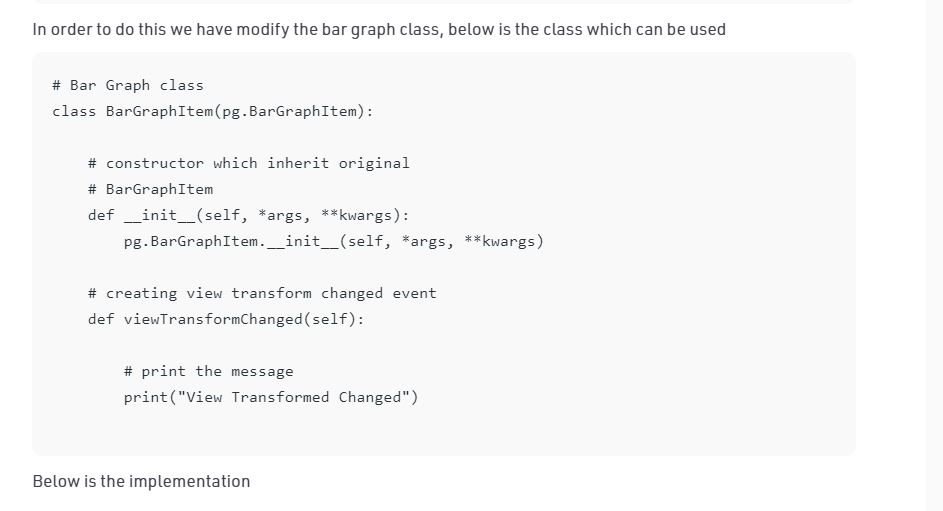 In order to do this we have modify the bar graph class, below is the class which can be used
# Bar Graph class
class BarGraphItem(pg.BarGraphItem):
# constructor which inherit original
# BarGraphItem
def __init__(self, *args, **kwargs):
pg.BarGraphItem.__init__(self, *args, **kwargs)
# creating view transform changed event
def viewTransformChanged(self):
# print the message
print("View Transformed Changed")
Below is the implementation